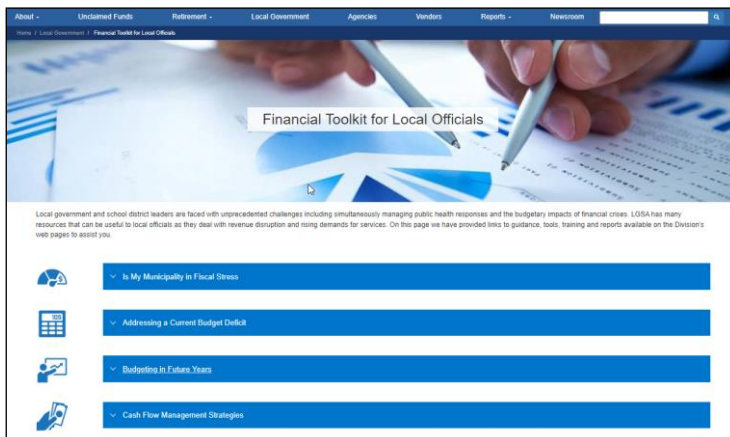 About Unclaimed Funds Retirement Local Government Agencies Vendors Reports Newsroom
Home / Local Government / Financial Toolkit for Local Officials
Financial Toolkit for Local Officials
Local government and school district leaders are faced with unprecedented challenges including simultaneously managing public health responses and the budgetary impacts of financial crises. LGSA has many
resources that can be useful to local officials as they deal with revenue disruption and rising demands for services. On this page we have provided links to guidance, tools, training and reports available on the Division's
web pages to assist you.
Is My Municipality in Fiscal Stress
Addressing a Current Budget Deficit
Budgeting in Future Years
Cash Flow Management Strategies